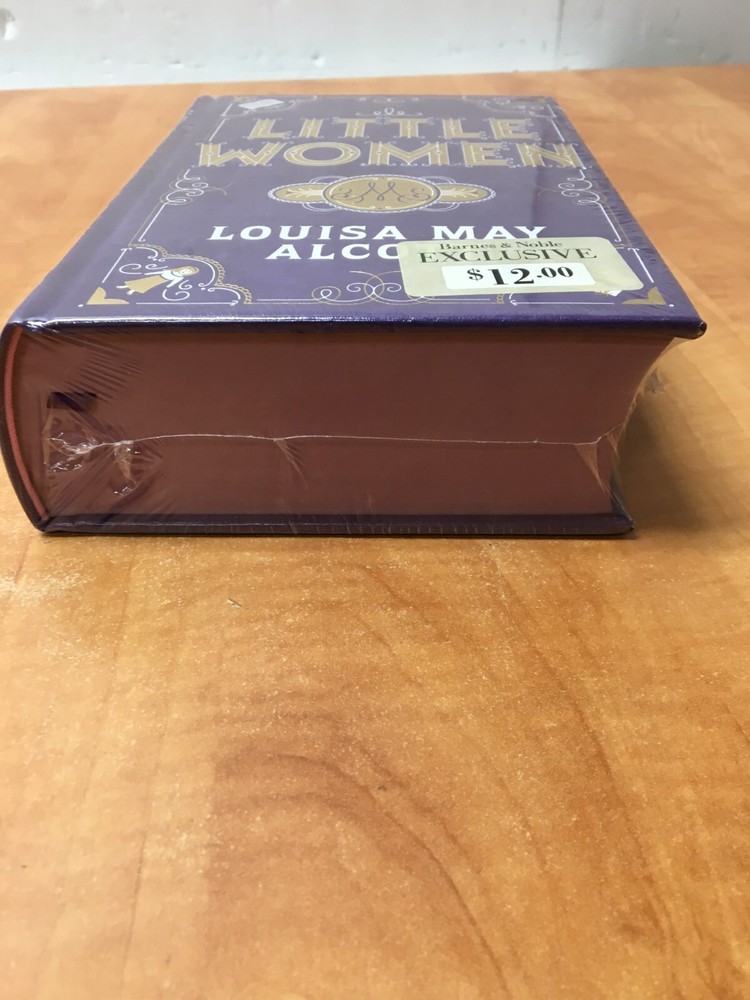 LITTLE
WOMEN
LOUISA MAY
ALCO
Barnes & Noble
EXCLUSIVE
$12.00